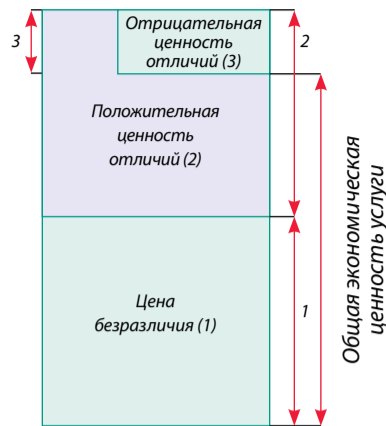 3
Отрицательная
ценность
отличий (3)
2
Положительная
ценность
отличий (2)
Цена
безразличия (1)
1
Общая экономическая
ценность услуги